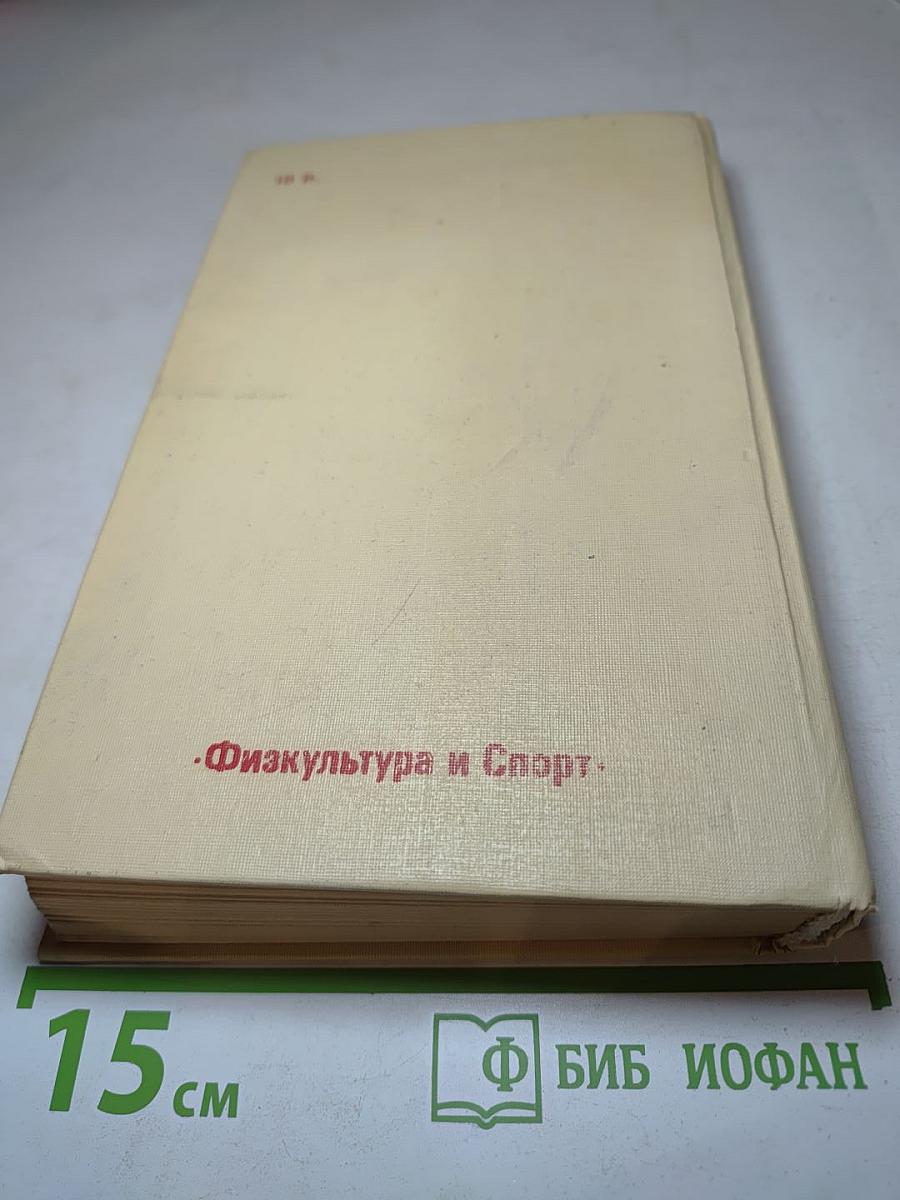 ·Физкультура и Спорт·
15 см
Ф БИБ ИОФАН